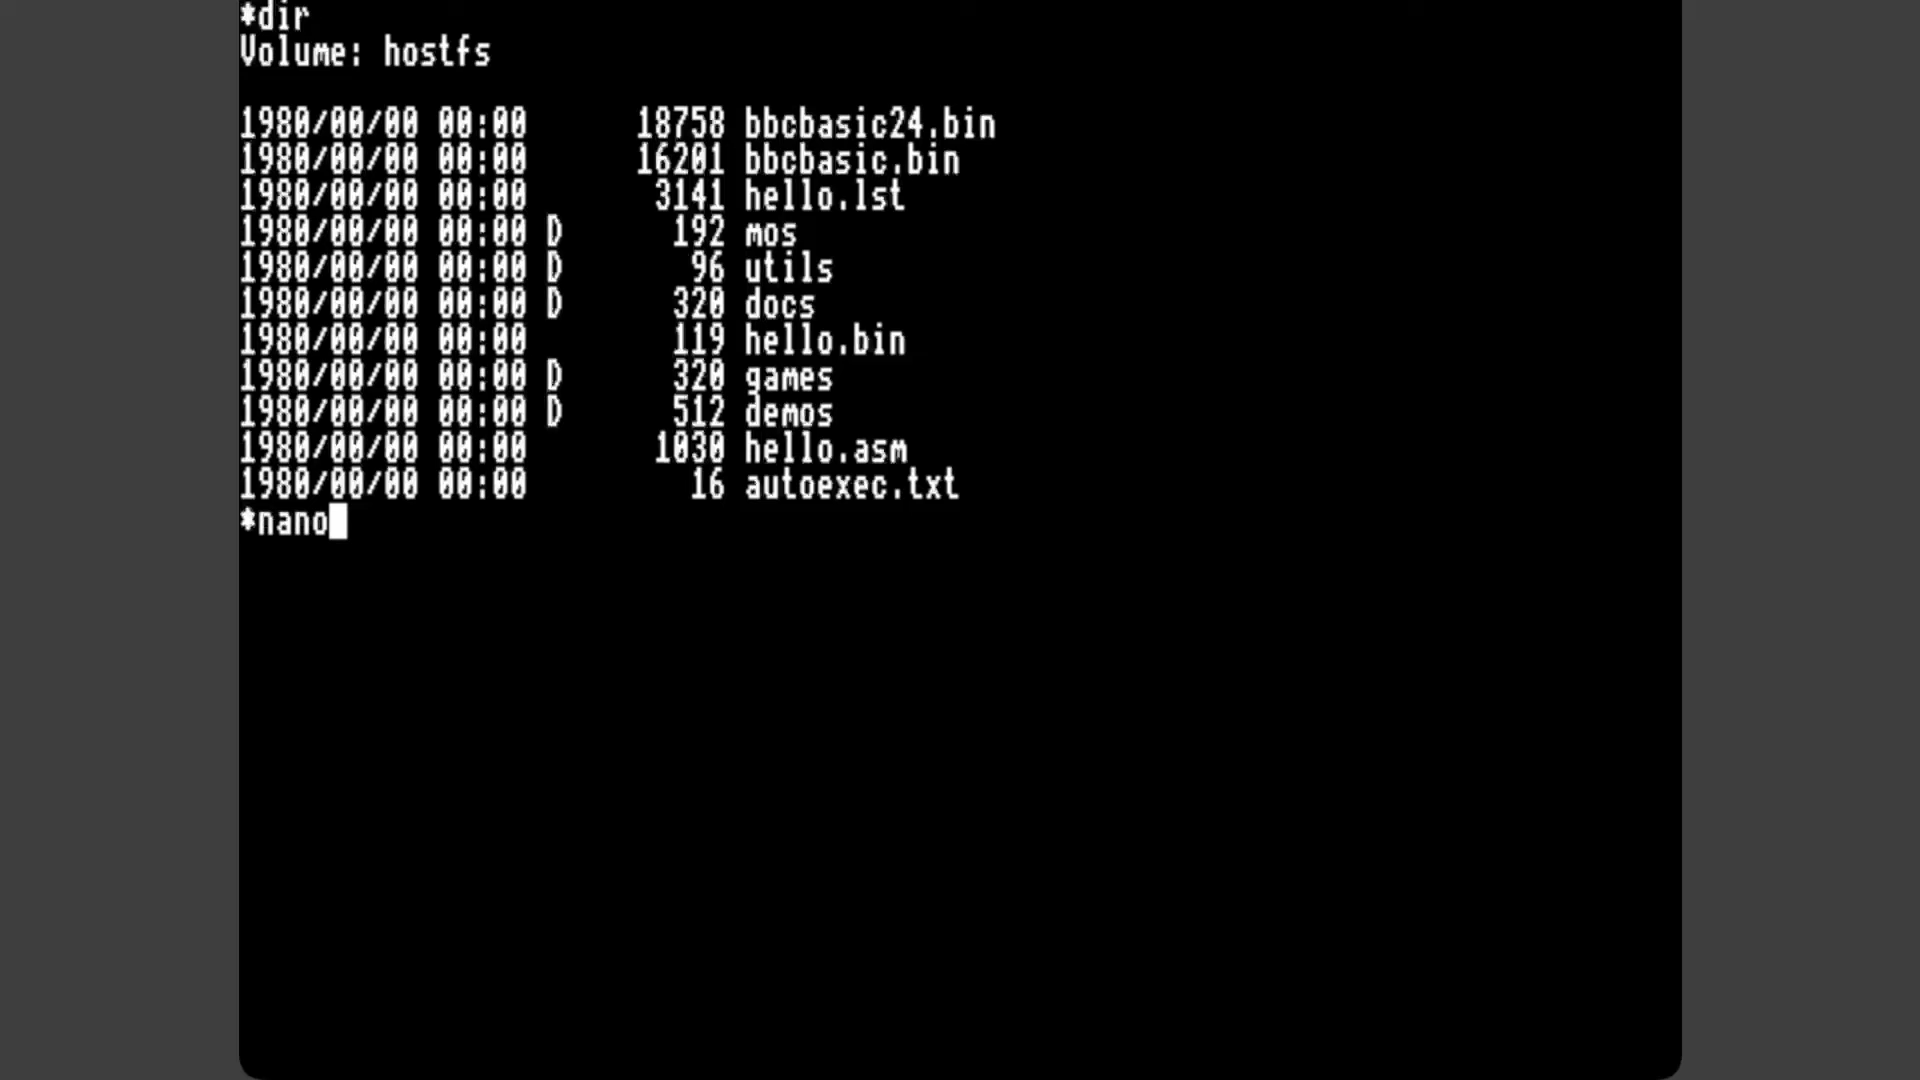 *dir
Volume: hostfs
1980/00/00 00:00 18758 bbcbasic24.bin
1980/00/00 00:00 16201 bbcbasic.bin
1980/00/00 00:00 3141 hello.lst
1980/00/00 00:00 D 192 mos
1980/00/00 00:00 D 96 utils
1980/00/00 00:00 D 320 docs
1980/00/00 00:00 119 hello.bin
1980/00/00 00:00 D 320 games
1980/00/00 00:00 D 512 demos
1980/00/00 00:00 1030 hello.asm
1980/00/00 00:00 16 autoexec.txt
*nano